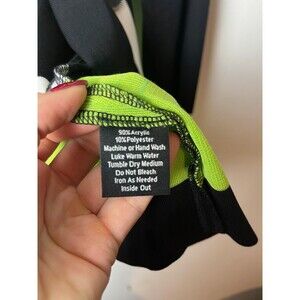 90% Acrylic
10% Polyester
Machine or Hand Wash
Luke Warm Water
Tumble Dry Medium
Do Not Bleach
Iron As Needed
Inside Out